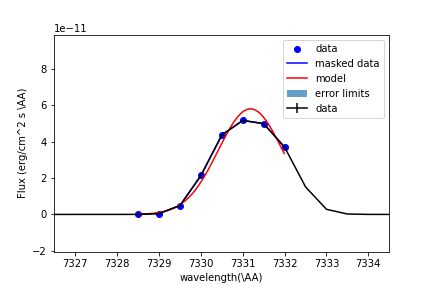 1e−11
data
masked data
model
error limits
data
8
6
4
2
0
−2
Flux (erg/cm^2 s \AA)
7327 7328 7329 7330 7331 7332 7333 7334
wavelength(\AA)